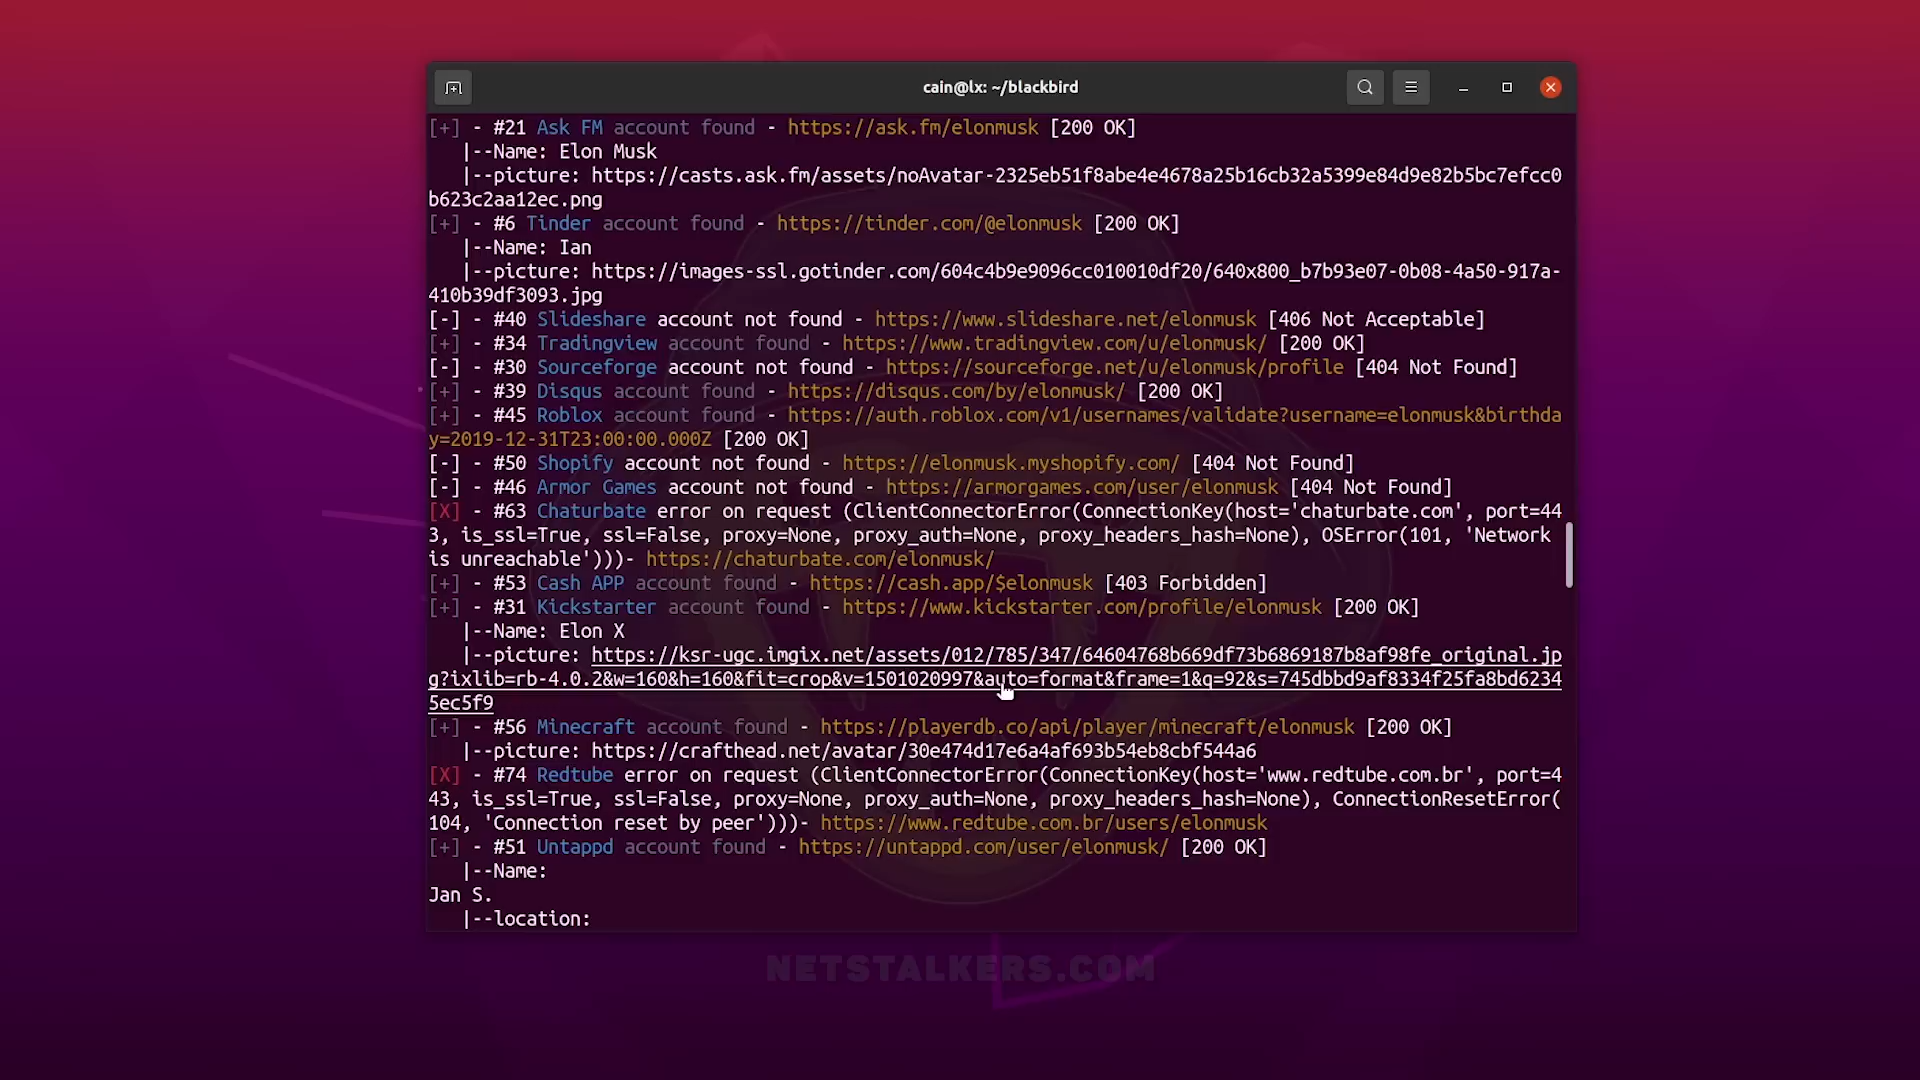 cain@lx: ~/blackbird
[+] - #21 Ask FM account found - https://ask.fm/elonmusk [200 OK]
|--Name: Elon Musk
|--picture: https://casts.ask.fm/assets/noAvatar-2325eb51f8abe4e4678a25b16cb32a5399e84d9e82b5bc7efcc0
b623c2aa12ec.png
[+] - #6 Tinder account found - https://tinder.com/@elonmusk [200 OK]
|--Name: Ian
|--picture: https://images-ssl.gotinder.com/604c4b9e9096cc010010df20/640x800_b7b93e07-0b08-4a50-917a-
410b39df3093.jpg
[-] - #40 Slideshare account not found - https://www.slideshare.net/elonmusk [406 Not Acceptable]
[+] - #34 Tradingview account found - https://www.tradingview.com/u/elonmusk/ [200 OK]
[-] - #30 Sourceforge account not found - https://sourceforge.net/u/elonmusk/profile [404 Not Found]
[+] - #39 Disqus account found - https://disqus.com/by/elonmusk/ [200 OK]
[+] - #45 Roblox account found - https://auth.roblox.com/v1/usernames/validate?username=elonmusk&birthda
y=2019-12-31T23:00:00.000Z [200 OK]
[-] - #50 Shopify account not found - https://elonmusk.myshopify.com/ [404 Not Found]
[-] - #46 Armor Games account not found - https://armorgames.com/user/elonmusk [404 Not Found]
[X] - #63 Chaturbate error on request (ClientConnectorError(ConnectionKey(host='chaturbate.com', port=44
3, is_ssl=True, ssl=False, proxy=None, proxy_auth=None, proxy_headers_hash=None), OSError(101, 'Network
is unreachable')))- https://chaturbate.com/elonmusk/
[+] - #53 Cash APP account found - https://cash.app/$elonmusk [403 Forbidden]
[+] - #31 Kickstarter account found - https://www.kickstarter.com/profile/elonmusk [200 OK]
|--Name: Elon X
|--picture: https://ksr-ugc.imgix.net/assets/012/785/347/64604768b669df73b6869187b8af98fe_original.jp
g?ixlib=rb-4.0.2&w=160&h=160&fit=crop&v=1501020997&auto=format&frame=1&q=92&s=745dbbd9af8334f25fa8bd6234
5ec5f9
[+] - #56 Minecraft account found - https://playerdb.co/api/player/minecraft/elonmusk [200 OK]
|--picture: https://crafthead.net/avatar/30e474d17e6a4af693b54eb8cbf544a6
[X] - #74 Redtube error on request (ClientConnectorError(ConnectionKey(host='www.redtube.com.br', port=4
43, is_ssl=True, ssl=False, proxy=None, proxy_auth=None, proxy_headers_hash=None), ConnectionResetError(
104, 'Connection reset by peer')))- https://www.redtube.com.br/users/elonmusk
[+] - #51 Untappd account found - https://untappd.com/user/elonmusk/ [200 OK]
|--Name:
Jan S.
|--location:
NETSTALKERS.COM